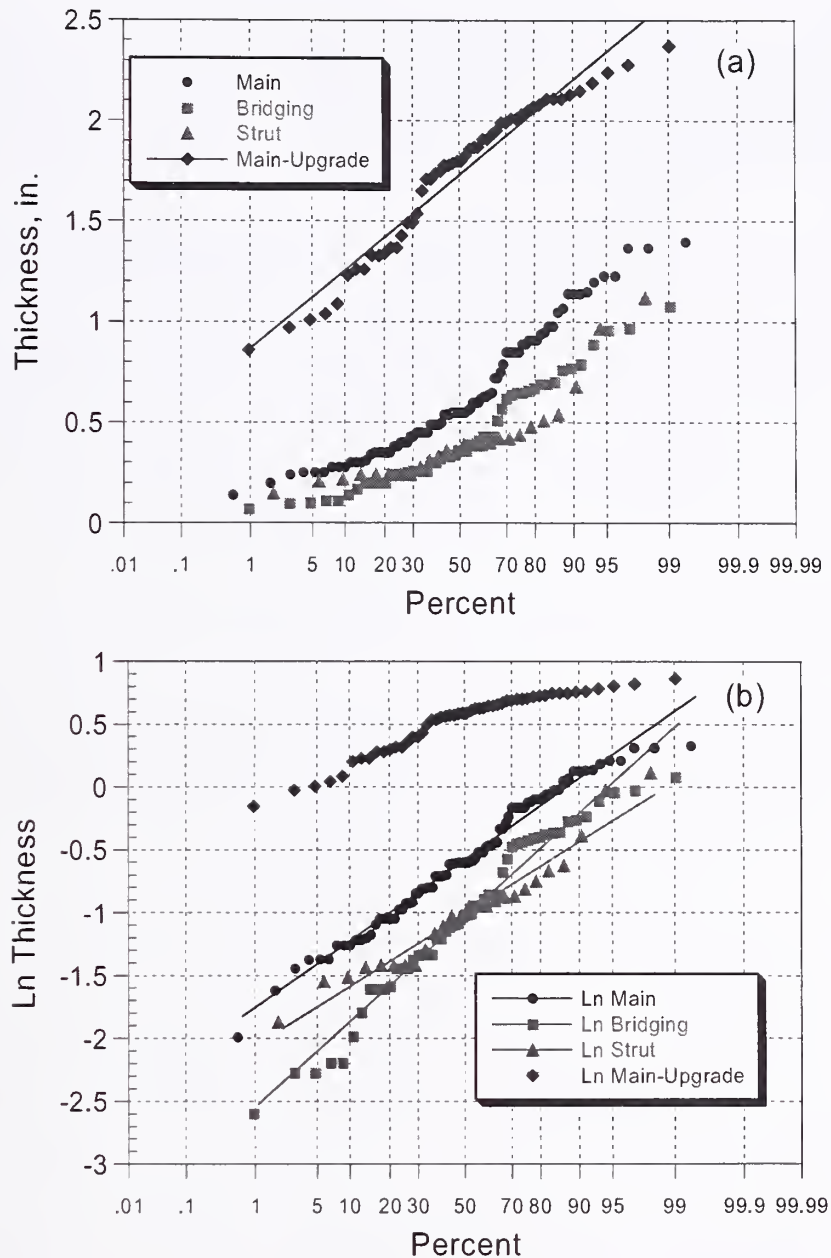 2.5
2
1.5
1
0.5
0
Thickness, in.
(a)
Main
Bridging
Strut
Main-Upgrade
.01 .1 1 5 10 20 30 50 70 80 90 95 99 99.9 99.99
Percent
1
0.5
0
-0.5
-1
-1.5
-2
-2.5
-3
Ln Thickness
(b)
Ln Main
Ln Bridging
Ln Strut
Ln Main-Upgrade
.01 .1 1 5 10 20 30 50 70 80 90 95 99 99.9 99.99
Percent